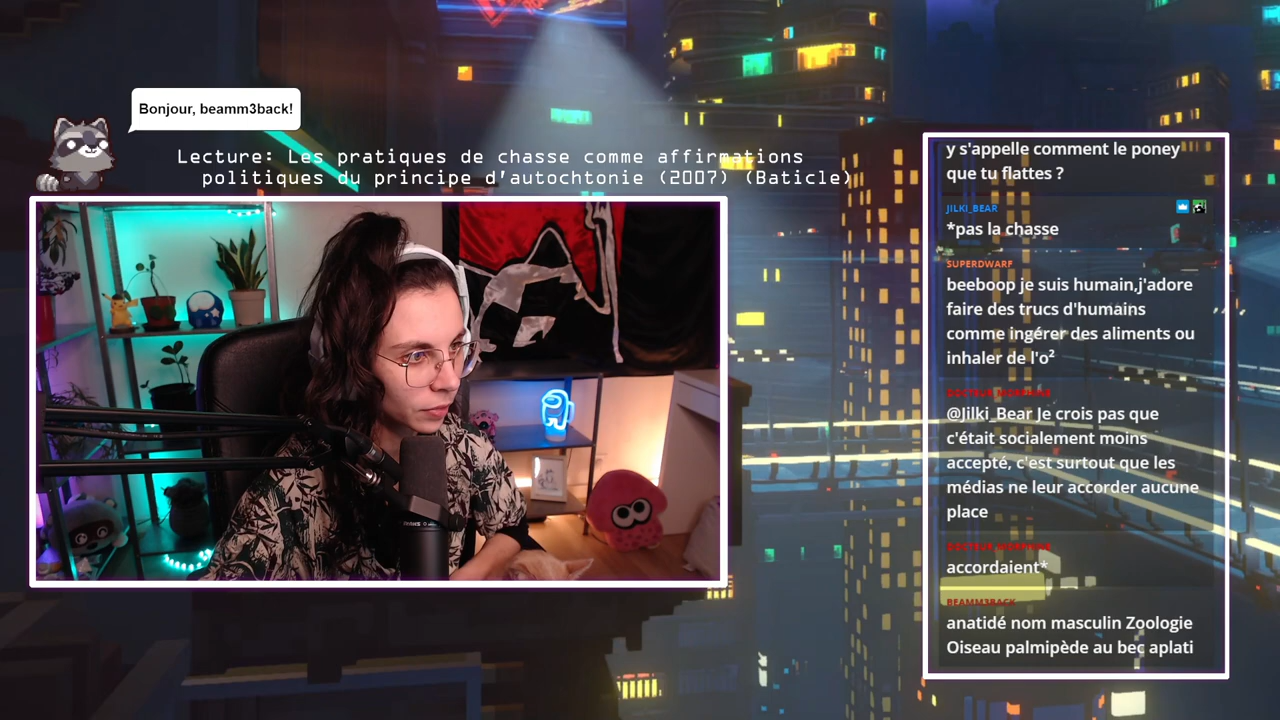 Bonjour, beamm3back!
Lecture: Les pratiques de chasse comme affirmations
politiques du principe d'autochtonie (2007) (Baticle)
y s'appelle comment le poney
que tu flattes ?
JILKI_BEAR
*pas la chasse
SUPERDWARF
beeboop je suis humain,j'adore
faire des trucs d'humains
comme ingérer des aliments ou
inhaler de l'o²
@Jilki_Bear Je crois pas que
c'était socialement moins
accepté, c'est surtout que les
médias ne leur accorder aucune
place
accordaient*
BEAMM3BACK
anatidé nom masculin Zoologie
Oiseau palmipède au bec aplati